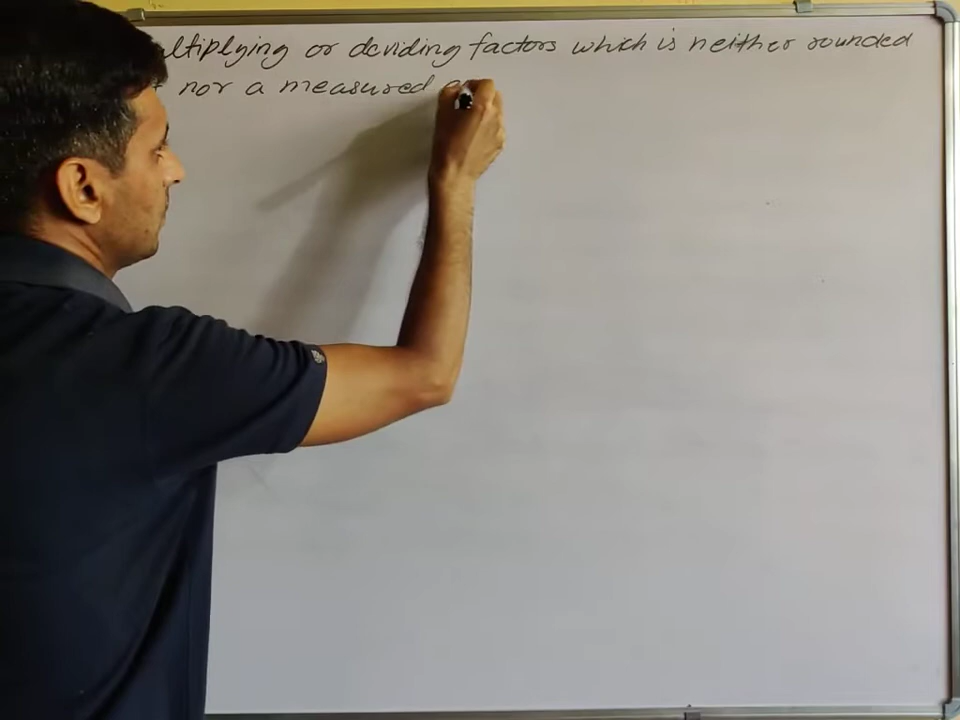 ltiplying or deviding factors which is neither rounded
nor a measured